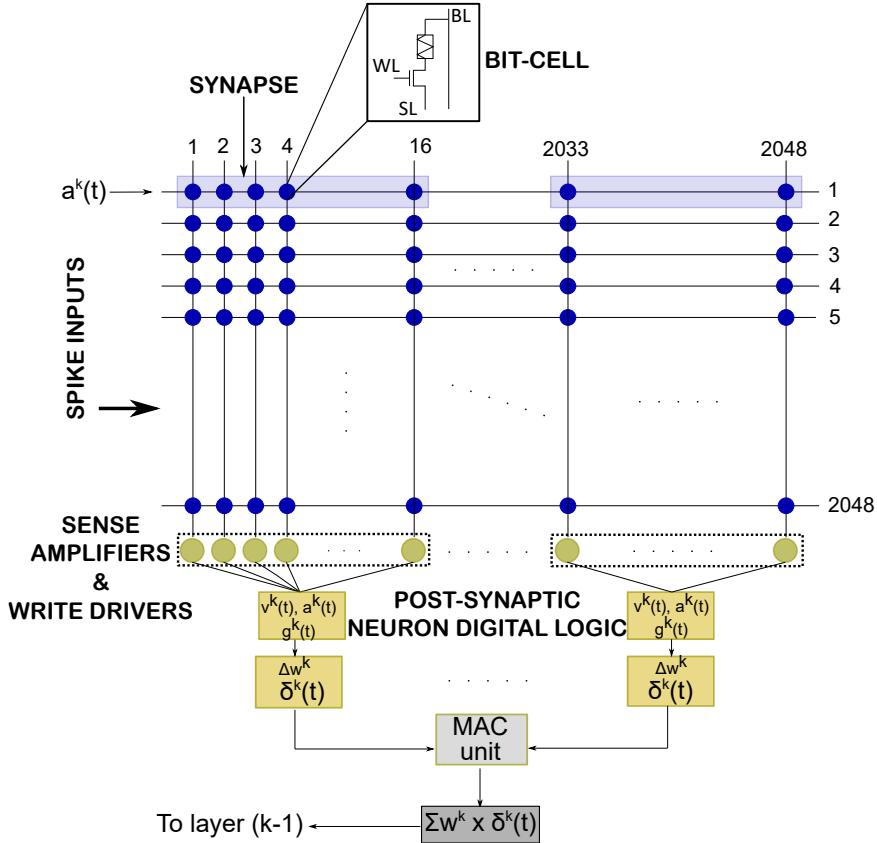 BL
WL
SL
BIT-CELL
SYNAPSE
1 2 3 4 16 2033 2048
a^k(t)
1
2
3
4
5
2048
SPIKE INPUTS
SENSE
AMPLIFIERS
&
WRITE DRIVERS
v^k(t), a^k(t)
g^k(t)
POST-SYNAPTIC
NEURON DIGITAL LOGIC
v^k(t), a^k(t)
g^k(t)
Δw^k
δ^k(t)
Δw^k
δ^k(t)
MAC
unit
To layer (k-1)
Σw^k x δ^k(t)